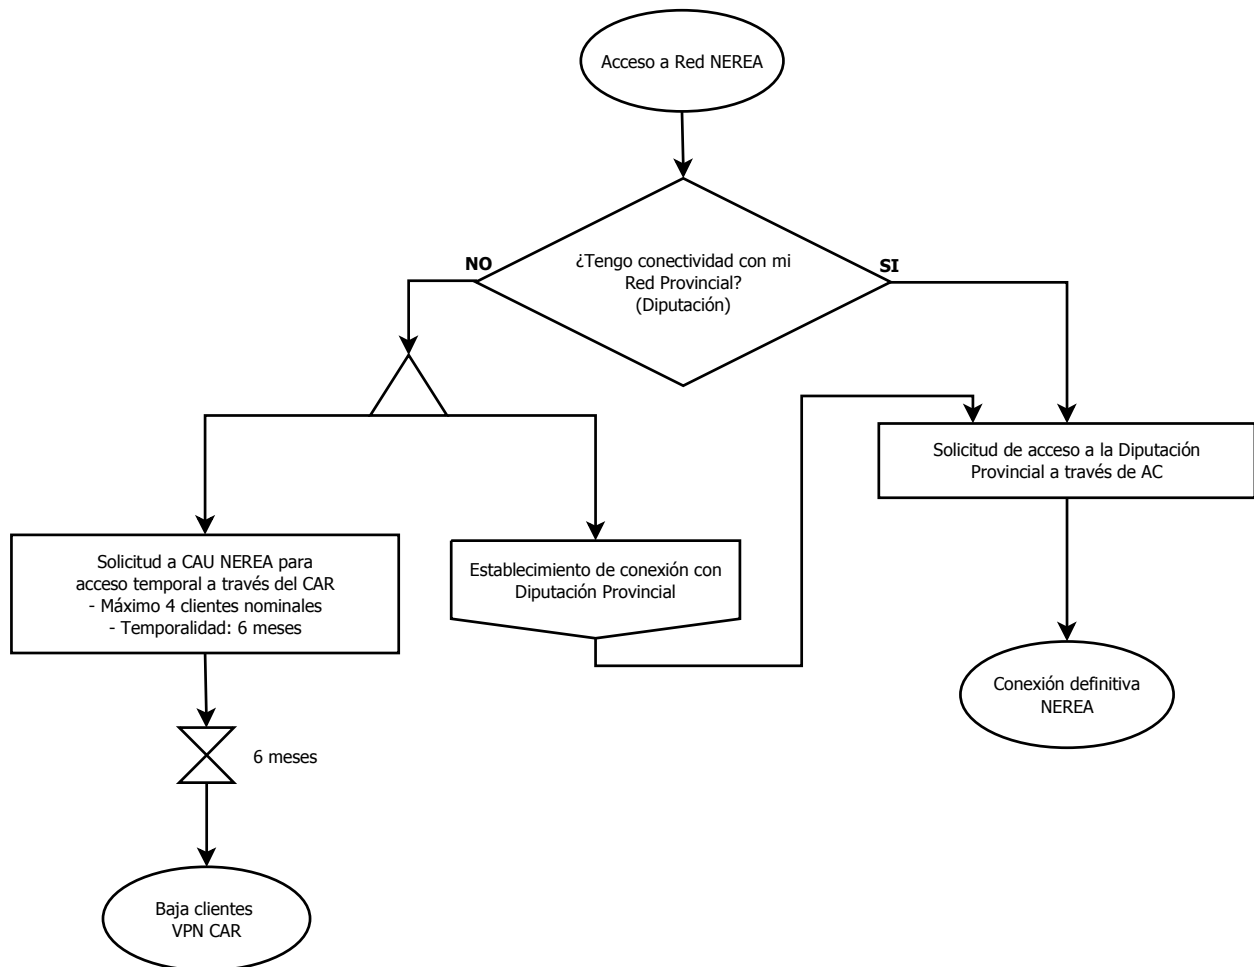 Acceso a Red NEREA
¿Tengo conectividad con mi
Red Provincial?
(Diputación)
NO
SI
Solicitud de acceso a la Diputación
Provincial a través de AC
Solicitud a CAU NEREA para
acceso temporal a través del CAR
- Máximo 4 clientes nominales
- Temporalidad: 6 meses
Establecimiento de conexión con
Diputación Provincial
Conexión definitiva
NEREA
6 meses
Baja clientes
VPN CAR